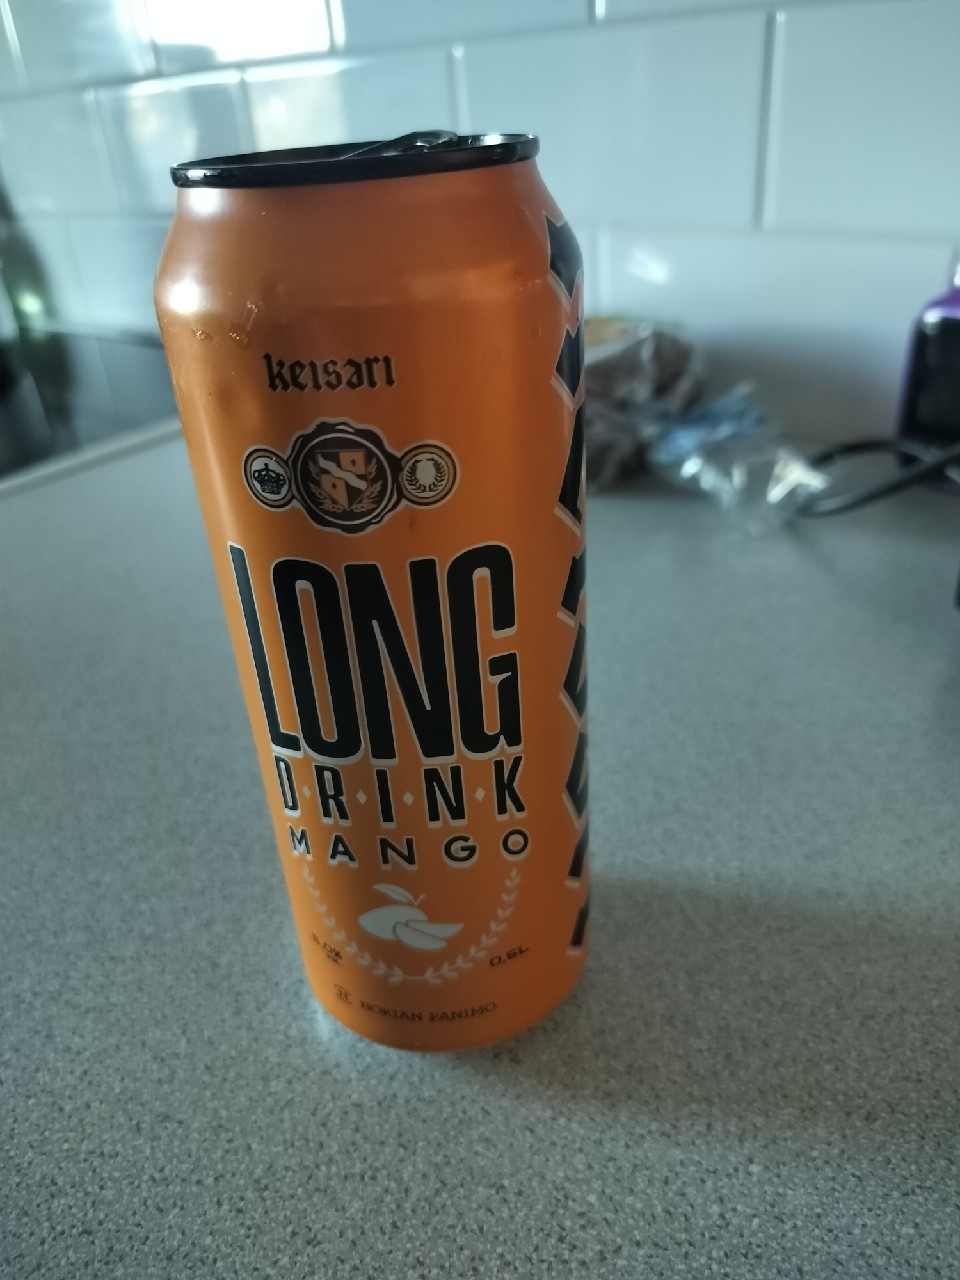 keisari
LONG
DRINK
MANGO
0,5L
NOKIAN PANIMO